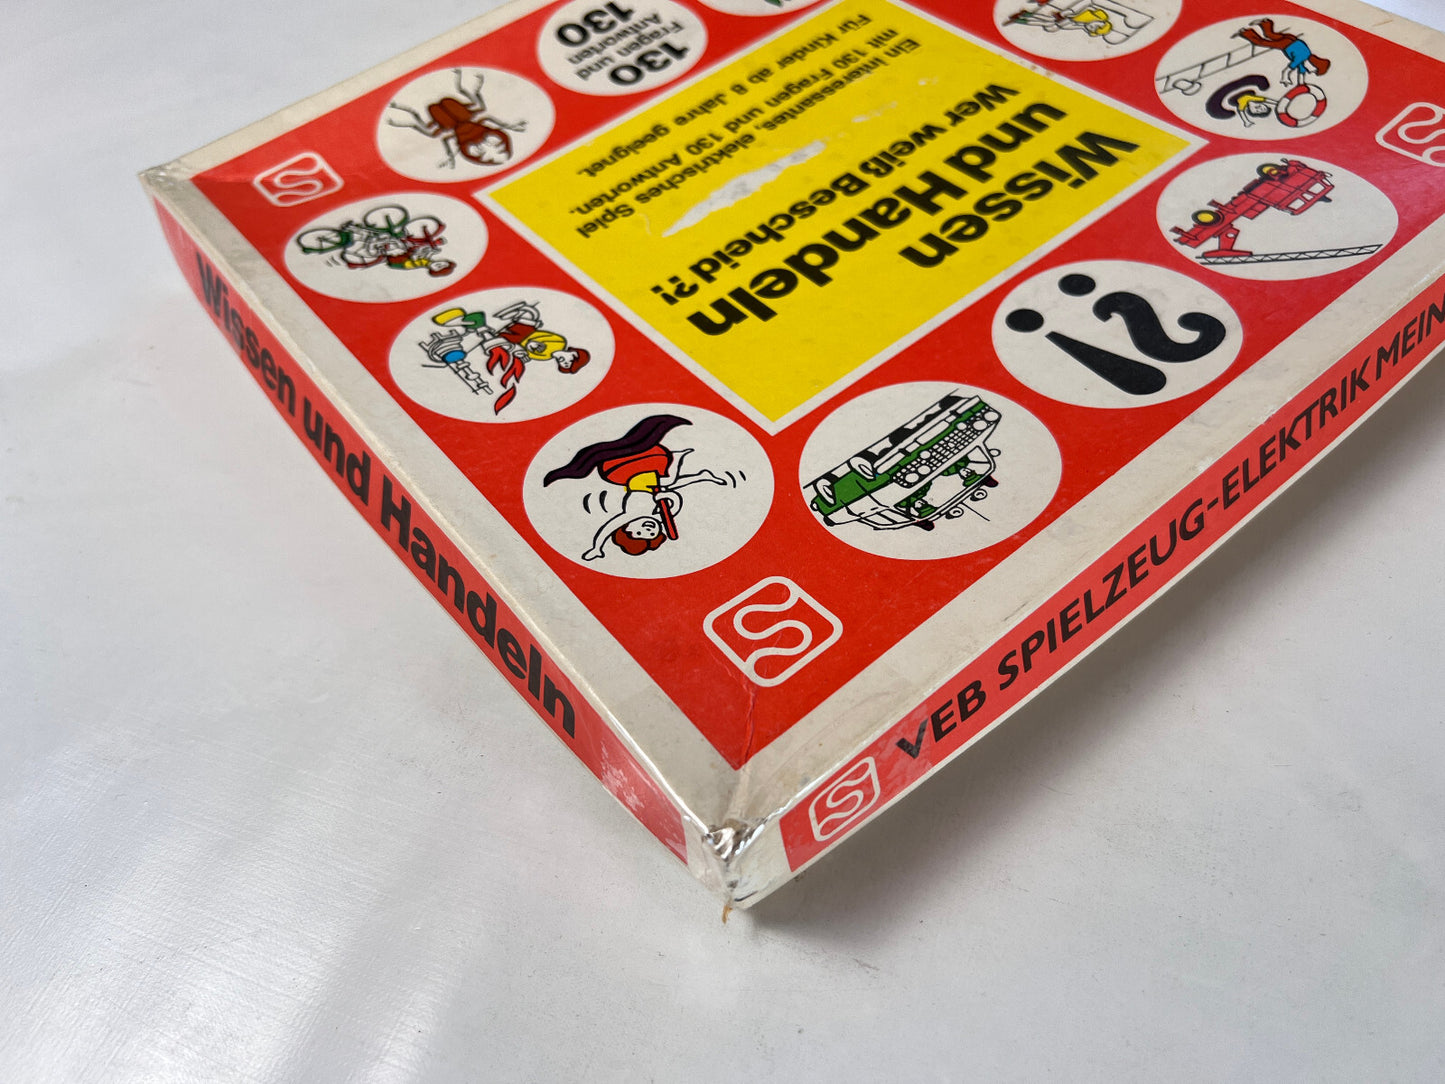 Wissen
und Handeln
Wer weiß Bescheid?!
Ein interessantes, elektrisches Spiel
mit 130 Fragen und 130 Antworten.
Für Kinder ab 8 Jahre geeignet.
130
Fragen und
130
Antworten
?!
Wissen und Handeln
VEB SPIELZEUG-ELEKTRIK MEIN